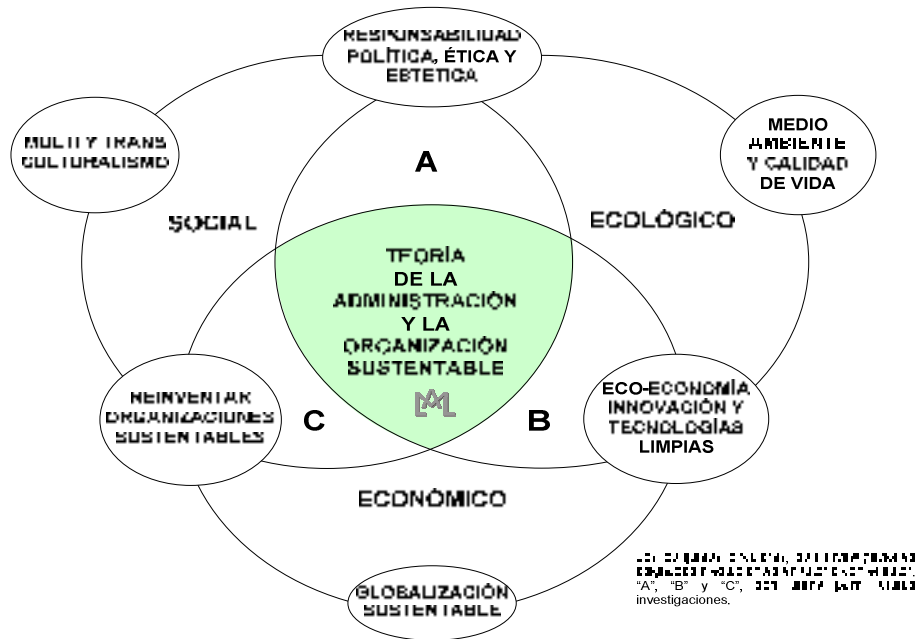 RESPONSABILIDAD
POLÍTICA, ÉTICA Y
ESTETICA
MULTI Y TRANS
CULTURALISMO
MEDIO
AMBIENTE
Y CALIDAD
DE VIDA
A
SOCIAL
ECOLÓGICO
TEORÍA
DE LA
ADMINISTRACIÓN
Y LA
ORGANIZACIÓN
SUSTENTABLE
REINVENTAR
ORGANIZACIONES
SUSTENTABLES
C
B
ECO-ECONOMÍA
INNOVACIÓN Y
TECNOLOGÍAS
LIMPIAS
ECONÓMICO
GLOBALIZACIÓN
SUSTENTABLE
"A", "B" y "C",
investigaciones.